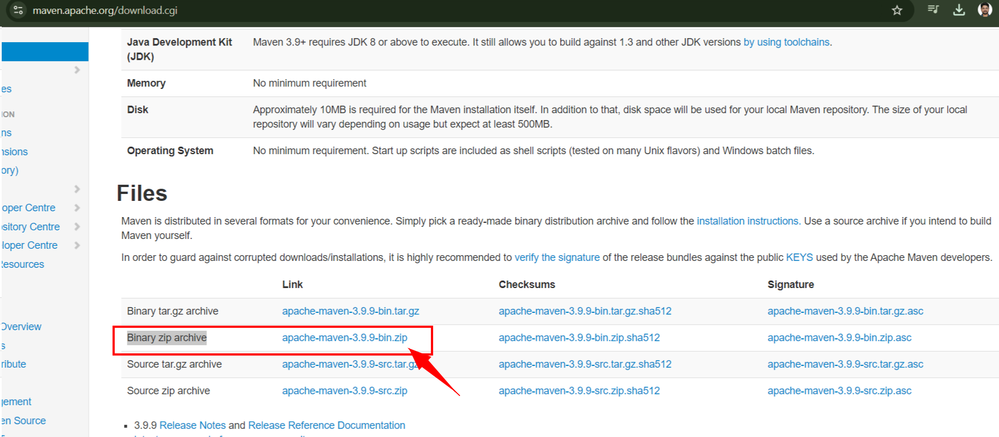 maven.apache.org/download.cgi
Java Development Kit (JDK)
Maven 3.9+ requires JDK 8 or above to execute. It still allows you to build against 1.3 and other JDK versions by using toolchains.
Memory
No minimum requirement
Disk
Approximately 10MB is required for the Maven installation itself. In addition to that, disk space will be used for your local Maven repository. The size of your local
repository will vary depending on usage but expect at least 500MB.
Operating System
No minimum requirement. Start up scripts are included as shell scripts (tested on many Unix flavors) and Windows batch files.
es
ION
ns
nsions
ory)
oper Centre
sitory Centre
loper Centre
Resources
Overview
s
ribute
gement
en Source
Files
Maven is distributed in several formats for your convenience. Simply pick a ready-made binary distribution archive and follow the installation instructions. Use a source archive if you intend to build
Maven yourself.
In order to guard against corrupted downloads/installations, it is highly recommended to verify the signature of the release bundles against the public KEYS used by the Apache Maven developers.
Link Checksums Signature
Binary tar.gz archive apache-maven-3.9.9-bin.tar.gz apache-maven-3.9.9-bin.tar.gz.sha512 apache-maven-3.9.9-bin.tar.gz.asc
Binary zip archive apache-maven-3.9.9-bin.zip apache-maven-3.9.9-bin.zip.sha512 apache-maven-3.9.9-bin.zip.asc
Source tar.gz archive apache-maven-3.9.9-src.tar.gz apache-maven-3.9.9-src.tar.gz.sha512 apache-maven-3.9.9-src.tar.gz.asc
Source zip archive apache-maven-3.9.9-src.zip apache-maven-3.9.9-src.zip.sha512 apache-maven-3.9.9-src.zip.asc
3.9.9 Release Notes and Release Reference Documentation